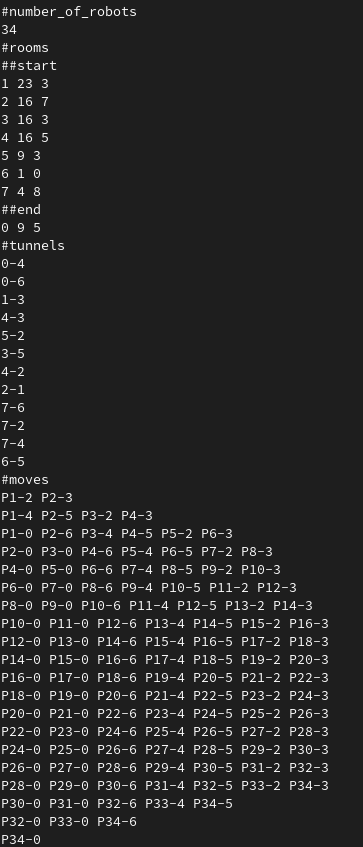 #number_of_robots
34
#rooms
##start
1 23 3
2 16 7
3 16 3
4 16 5
5 9 3
6 1 0
7 4 8
##end
0 9 5
#tunnels
0-4
0-6
1-3
4-3
5-2
3-5
4-2
2-1
7-6
7-2
7-4
6-5
#moves
P1-2 P2-3
P1-4 P2-5 P3-2 P4-3
P1-0 P2-6 P3-4 P4-5 P5-2 P6-3
P2-0 P3-0 P4-6 P5-4 P6-5 P7-2 P8-3
P4-0 P5-0 P6-6 P7-4 P8-5 P9-2 P10-3
P6-0 P7-0 P8-6 P9-4 P10-5 P11-2 P12-3
P8-0 P9-0 P10-6 P11-4 P12-5 P13-2 P14-3
P10-0 P11-0 P12-6 P13-4 P14-5 P15-2 P16-3
P12-0 P13-0 P14-6 P15-4 P16-5 P17-2 P18-3
P14-0 P15-0 P16-6 P17-4 P18-5 P19-2 P20-3
P16-0 P17-0 P18-6 P19-4 P20-5 P21-2 P22-3
P18-0 P19-0 P20-6 P21-4 P22-5 P23-2 P24-3
P20-0 P21-0 P22-6 P23-4 P24-5 P25-2 P26-3
P22-0 P23-0 P24-6 P25-4 P26-5 P27-2 P28-3
P24-0 P25-0 P26-6 P27-4 P28-5 P29-2 P30-3
P26-0 P27-0 P28-6 P29-4 P30-5 P31-2 P32-3
P28-0 P29-0 P30-6 P31-4 P32-5 P33-2 P34-3
P30-0 P31-0 P32-6 P33-4 P34-5
P32-0 P33-0 P34-6
P34-0